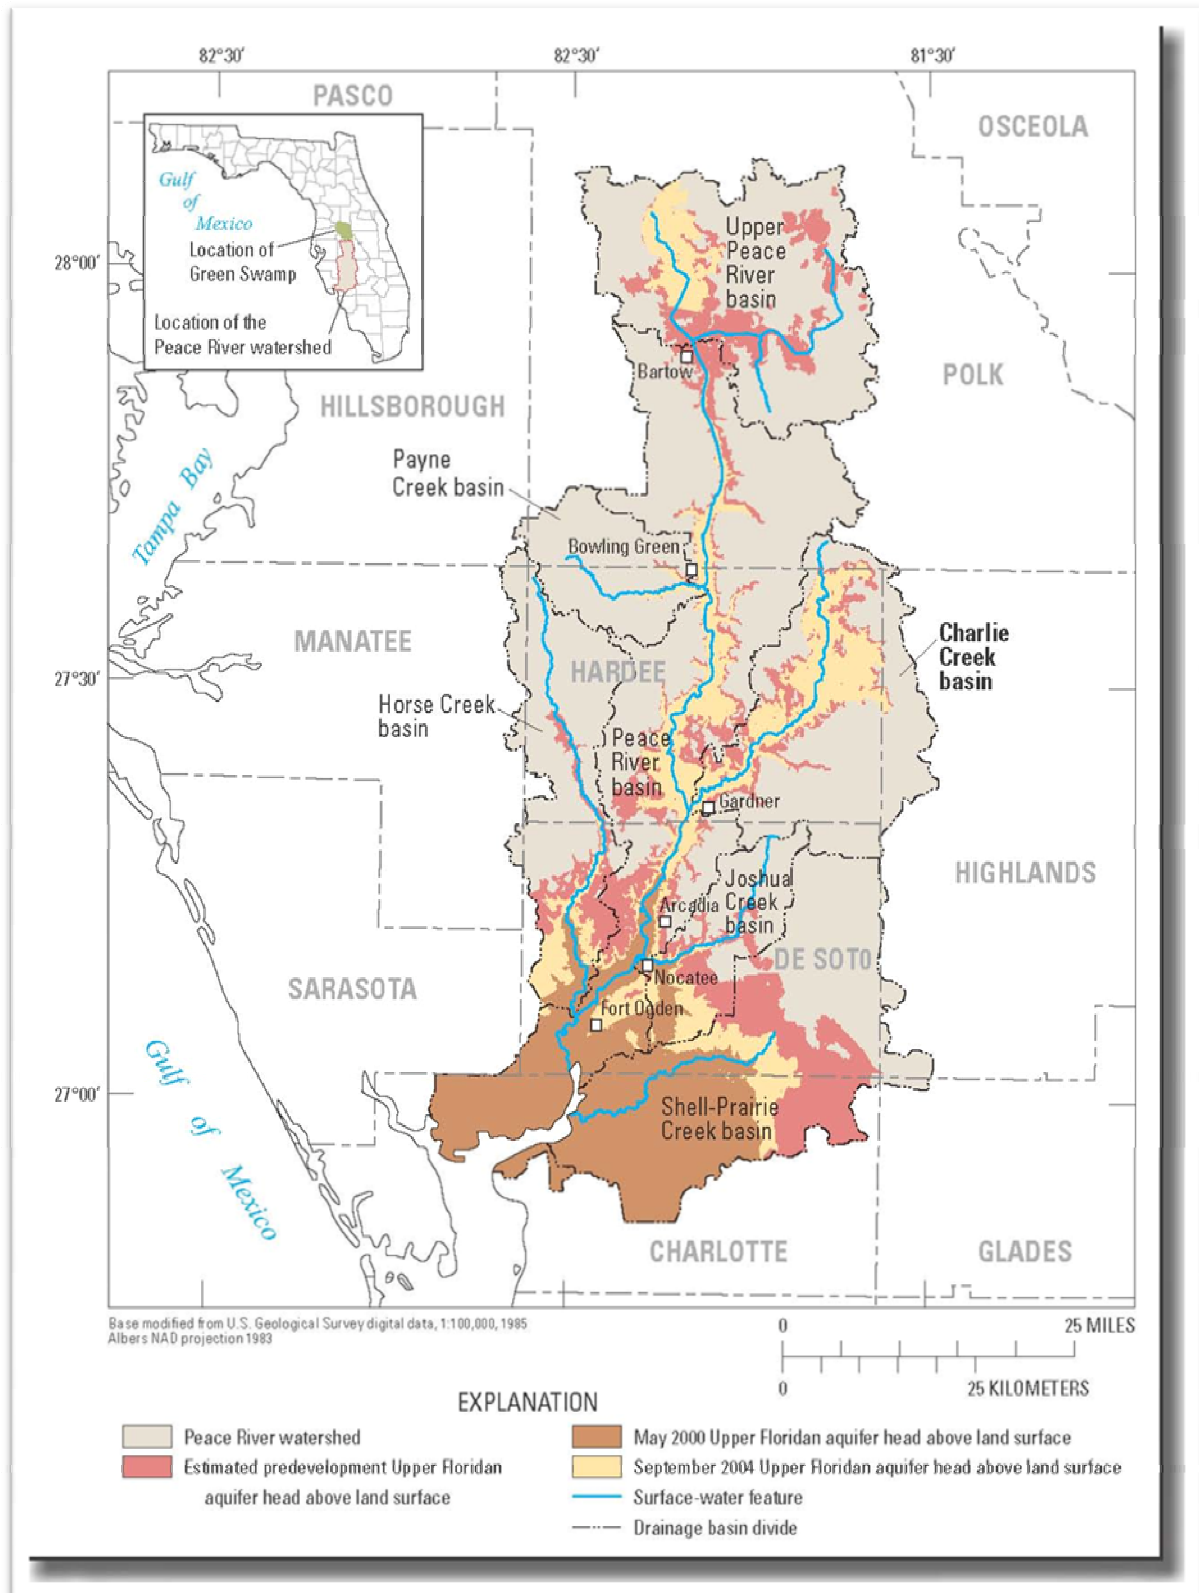 82°30′ 82°30′ 81°30′
PASCO
OSCEOLA
Gulf
of
Mexico
Location of
Green Swamp
Location of the
Peace River watershed
Upper
Peace
River
basin
28°00′
Bartow
POLK
HILLSBOROUGH
Payne
Creek basin
Tampa Bay
Bowling Green
MANATEE
HARDEE
Charlie
Creek
basin
27°30′
Horse Creek
basin
Peace
River
basin
Gardner
HIGHLANDS
Joshua
Creek
basin
Arcadia
DE SOTO
Nocatee
SARASOTA
Fort Ogden
Gulf
of
Mexico
27°00′
Shell-Prairie
Creek basin
CHARLOTTE
GLADES
Base modified from U.S. Geological Survey digital data, 1:100,000, 1985
Albers NAD projection 1983
0 25 MILES
0 25 KILOMETERS
EXPLANATION
Peace River watershed
Estimated predevelopment Upper Floridan
aquifer head above land surface
May 2000 Upper Floridan aquifer head above land surface
September 2004 Upper Floridan aquifer head above land surface
Surface-water feature
Drainage basin divide